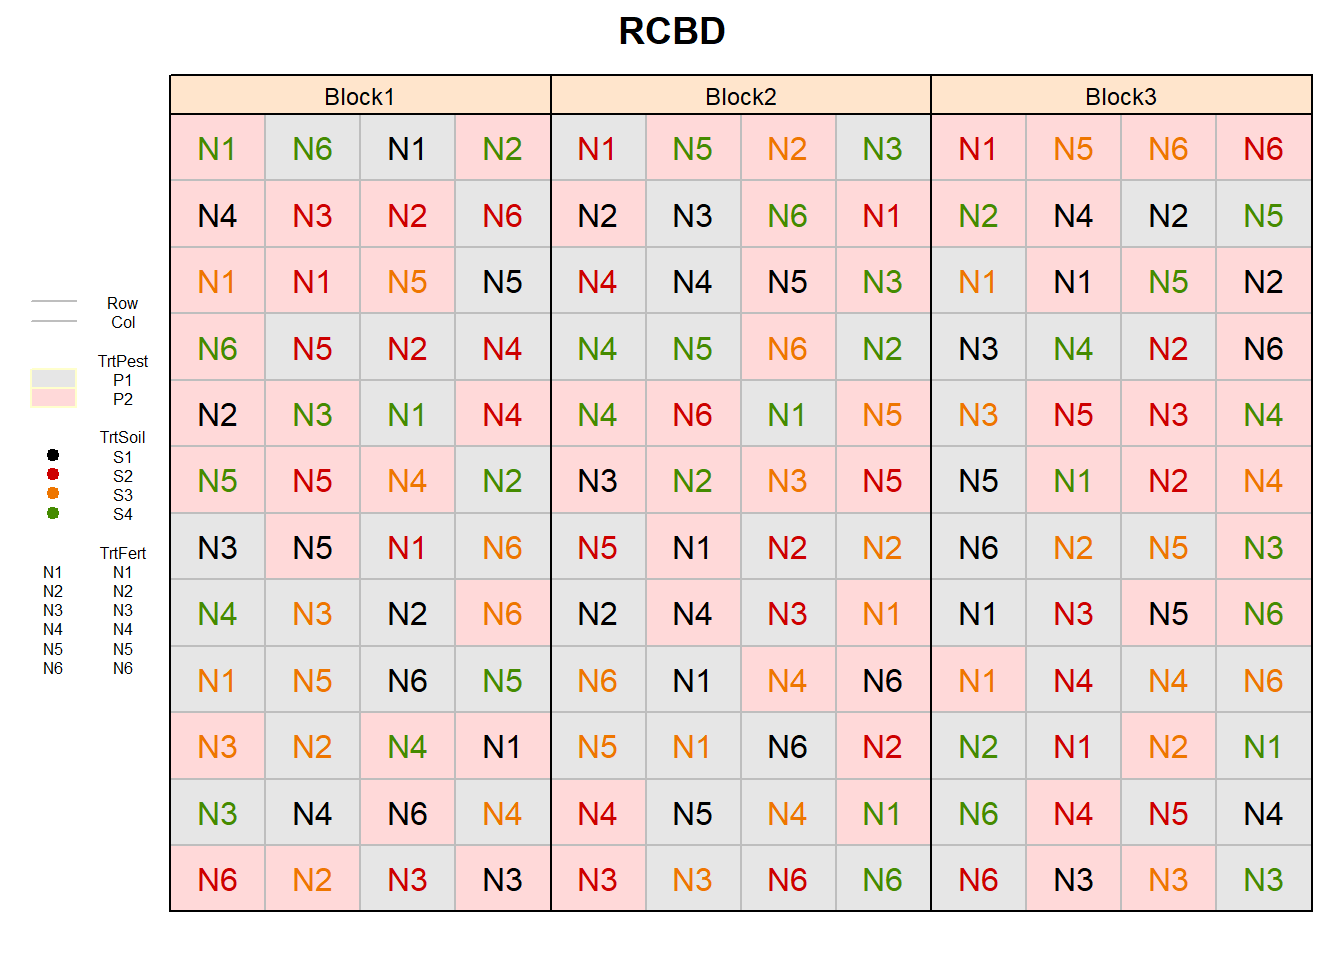 RCBD
Block1 Block2 Block3
N1 N6 N1 N2 N1 N5 N2 N3 N1 N5 N6 N6
N4 N3 N2 N6 N2 N3 N6 N1 N2 N4 N2 N5
N1 N1 N5 N5 N4 N4 N5 N3 N1 N1 N5 N2
N6 N5 N2 N4 N4 N5 N6 N2 N3 N4 N2 N6
N2 N3 N1 N4 N4 N6 N1 N5 N3 N5 N3 N4
N5 N5 N4 N2 N3 N2 N3 N5 N5 N1 N2 N4
N3 N5 N1 N6 N5 N1 N2 N2 N6 N2 N5 N3
N4 N3 N2 N6 N2 N4 N3 N1 N1 N3 N5 N6
N1 N5 N6 N5 N6 N1 N4 N6 N1 N4 N4 N6
N3 N2 N4 N1 N5 N1 N6 N2 N2 N1 N2 N1
N3 N4 N6 N4 N4 N5 N4 N1 N6 N4 N5 N4
N6 N2 N3 N3 N3 N3 N6 N6 N6 N3 N3 N3
Row
Col
TrtPest
P1
P2
TrtSoil
S1
S2
S3
S4
TrtFert
N1 N1
N2 N2
N3 N3
N4 N4
N5 N5
N6 N6